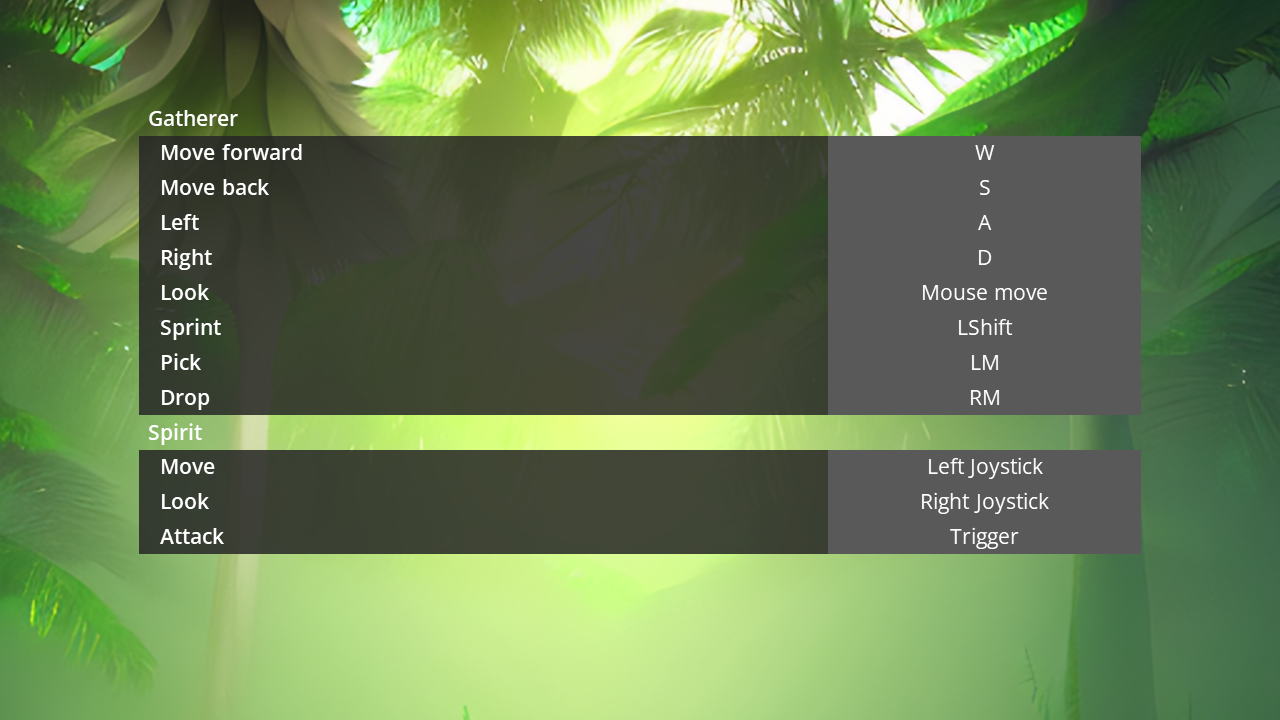 Gatherer
Move forward W
Move back S
Left A
Right D
Look Mouse move
Sprint LShift
Pick LM
Drop RM
Spirit
Move Left Joystick
Look Right Joystick
Attack Trigger